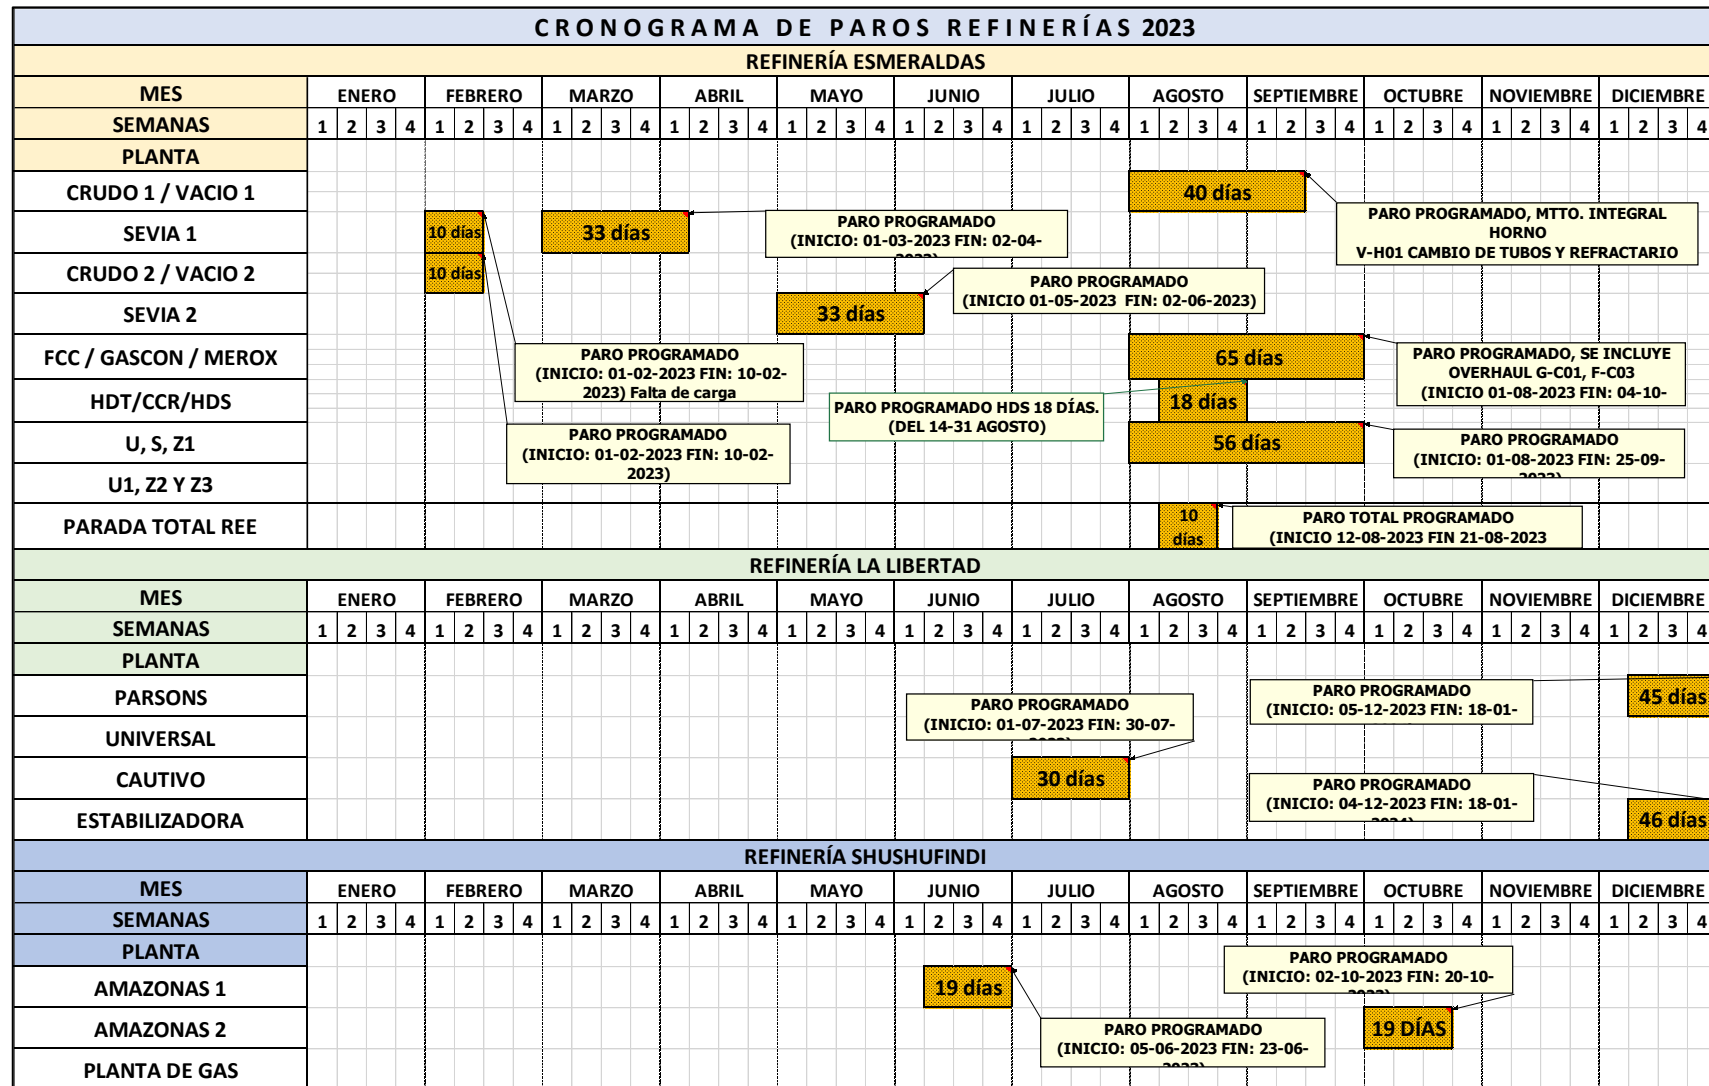 CRONOGRAMA DE PAROS REFINERÍAS 2023
REFINERÍA ESMERALDAS
MES ENERO FEBRERO MARZO ABRIL MAYO JUNIO JULIO AGOSTO SEPTIEMBRE OCTUBRE NOVIEMBRE DICIEMBRE
SEMANAS 1 2 3 4 1 2 3 4 1 2 3 4 1 2 3 4 1 2 3 4 1 2 3 4 1 2 3 4 1 2 3 4 1 2 3 4 1 2 3 4 1 2 3 4 1 2 3 4
PLANTA
CRUDO 1 / VACIO 1 40 días
PARO PROGRAMADO, MTTO. INTEGRAL
HORNO
V-H01 CAMBIO DE TUBOS Y REFRACTARIO
SEVIA 1 10 días 33 días
PARO PROGRAMADO
(INICIO: 01-03-2023 FIN: 02-04-
2023)
CRUDO 2 / VACIO 2 10 días
PARO PROGRAMADO
(INICIO 01-05-2023 FIN: 02-06-2023)
SEVIA 2 33 días
FCC / GASCON / MEROX 65 días
PARO PROGRAMADO
(INICIO: 01-02-2023 FIN: 10-02-
2023) Falta de carga
PARO PROGRAMADO, SE INCLUYE
OVERHAUL G-C01, F-C03
(INICIO 01-08-2023 FIN: 04-10-
HDT/CCR/HDS 18 días
PARO PROGRAMADO HDS 18 DÍAS.
(DEL 14-31 AGOSTO)
U, S, Z1 56 días
PARO PROGRAMADO
(INICIO: 01-02-2023 FIN: 10-02-
2023)
PARO PROGRAMADO
(INICIO: 01-08-2023 FIN: 25-09-
2023)
U1, Z2 Y Z3
PARADA TOTAL REE 10
días
PARO TOTAL PROGRAMADO
(INICIO 12-08-2023 FIN 21-08-2023
REFINERÍA LA LIBERTAD
MES ENERO FEBRERO MARZO ABRIL MAYO JUNIO JULIO AGOSTO SEPTIEMBRE OCTUBRE NOVIEMBRE DICIEMBRE
SEMANAS 1 2 3 4 1 2 3 4 1 2 3 4 1 2 3 4 1 2 3 4 1 2 3 4 1 2 3 4 1 2 3 4 1 2 3 4 1 2 3 4 1 2 3 4 1 2 3 4
PLANTA
PARSONS 45 días
PARO PROGRAMADO
(INICIO: 01-07-2023 FIN: 30-07-
2023)
PARO PROGRAMADO
(INICIO: 05-12-2023 FIN: 18-01-
UNIVERSAL
CAUTIVO 30 días
PARO PROGRAMADO
(INICIO: 04-12-2023 FIN: 18-01-
2024)
ESTABILIZADORA 46 días
REFINERÍA SHUSHUFINDI
MES ENERO FEBRERO MARZO ABRIL MAYO JUNIO JULIO AGOSTO SEPTIEMBRE OCTUBRE NOVIEMBRE DICIEMBRE
SEMANAS 1 2 3 4 1 2 3 4 1 2 3 4 1 2 3 4 1 2 3 4 1 2 3 4 1 2 3 4 1 2 3 4 1 2 3 4 1 2 3 4 1 2 3 4 1 2 3 4
PLANTA
PARO PROGRAMADO
(INICIO: 02-10-2023 FIN: 20-10-
2023)
AMAZONAS 1 19 días
AMAZONAS 2 19 DÍAS
PARO PROGRAMADO
(INICIO: 05-06-2023 FIN: 23-06-
2023)
PLANTA DE GAS